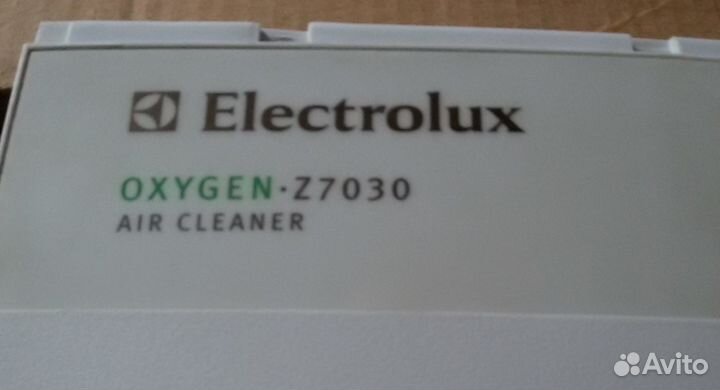 Electrolux
OXYGEN·Z7030
AIR CLEANER
Avito